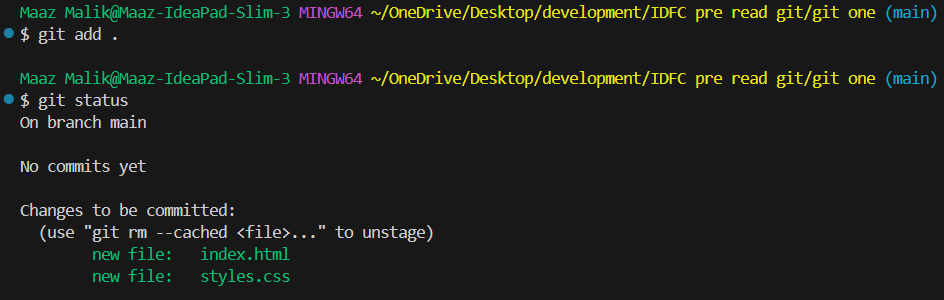 Maaz Malik@Maaz-IdeaPad-Slim-3 MINGW64 ~/OneDrive/Desktop/development/IDFC pre read git/git one (main)
$ git add .
Maaz Malik@Maaz-IdeaPad-Slim-3 MINGW64 ~/OneDrive/Desktop/development/IDFC pre read git/git one (main)
$ git status
On branch main
No commits yet
Changes to be committed:
  (use "git rm --cached <file>..." to unstage)
        new file:   index.html
        new file:   styles.css